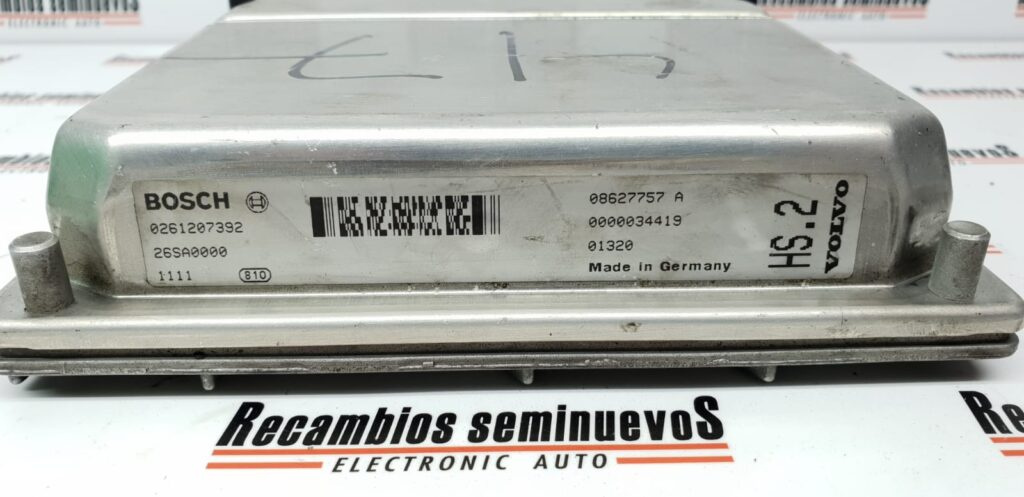 BOSCH
0261207392
26SA0000
1111 810
08627757 A
0000034419
01320
Made in Germany
HS.2
VOLVO
Recambios seminuevoS
ELECTRONIC AUTO